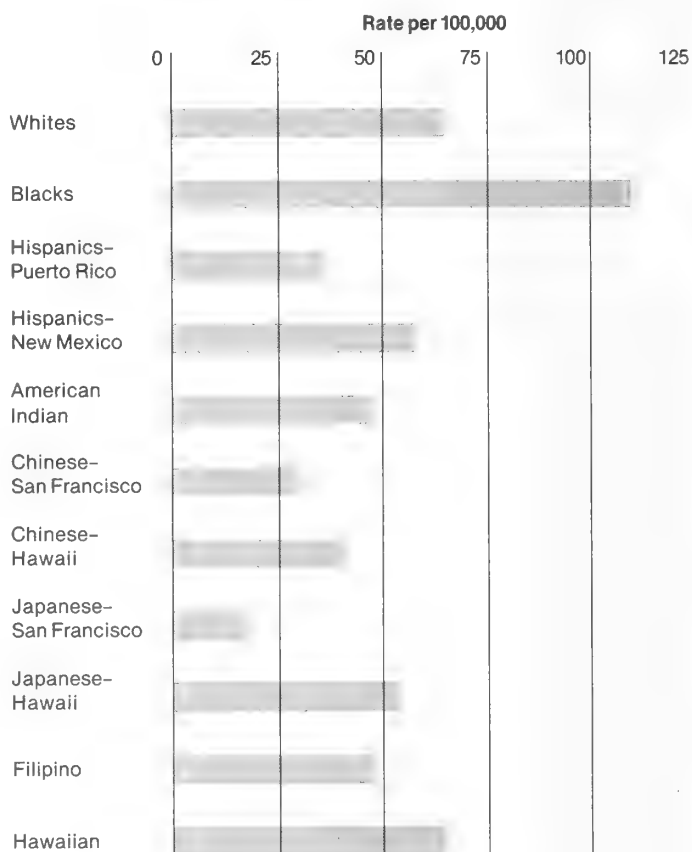 Rate per 100,000
0 25 50 75 100 125
Whites
Blacks
Hispanics–
Puerto Rico
Hispanics–
New Mexico
American
Indian
Chinese–
San Francisco
Chinese–
Hawaii
Japanese–
San Francisco
Japanese–
Hawaii
Filipino
Hawaiian